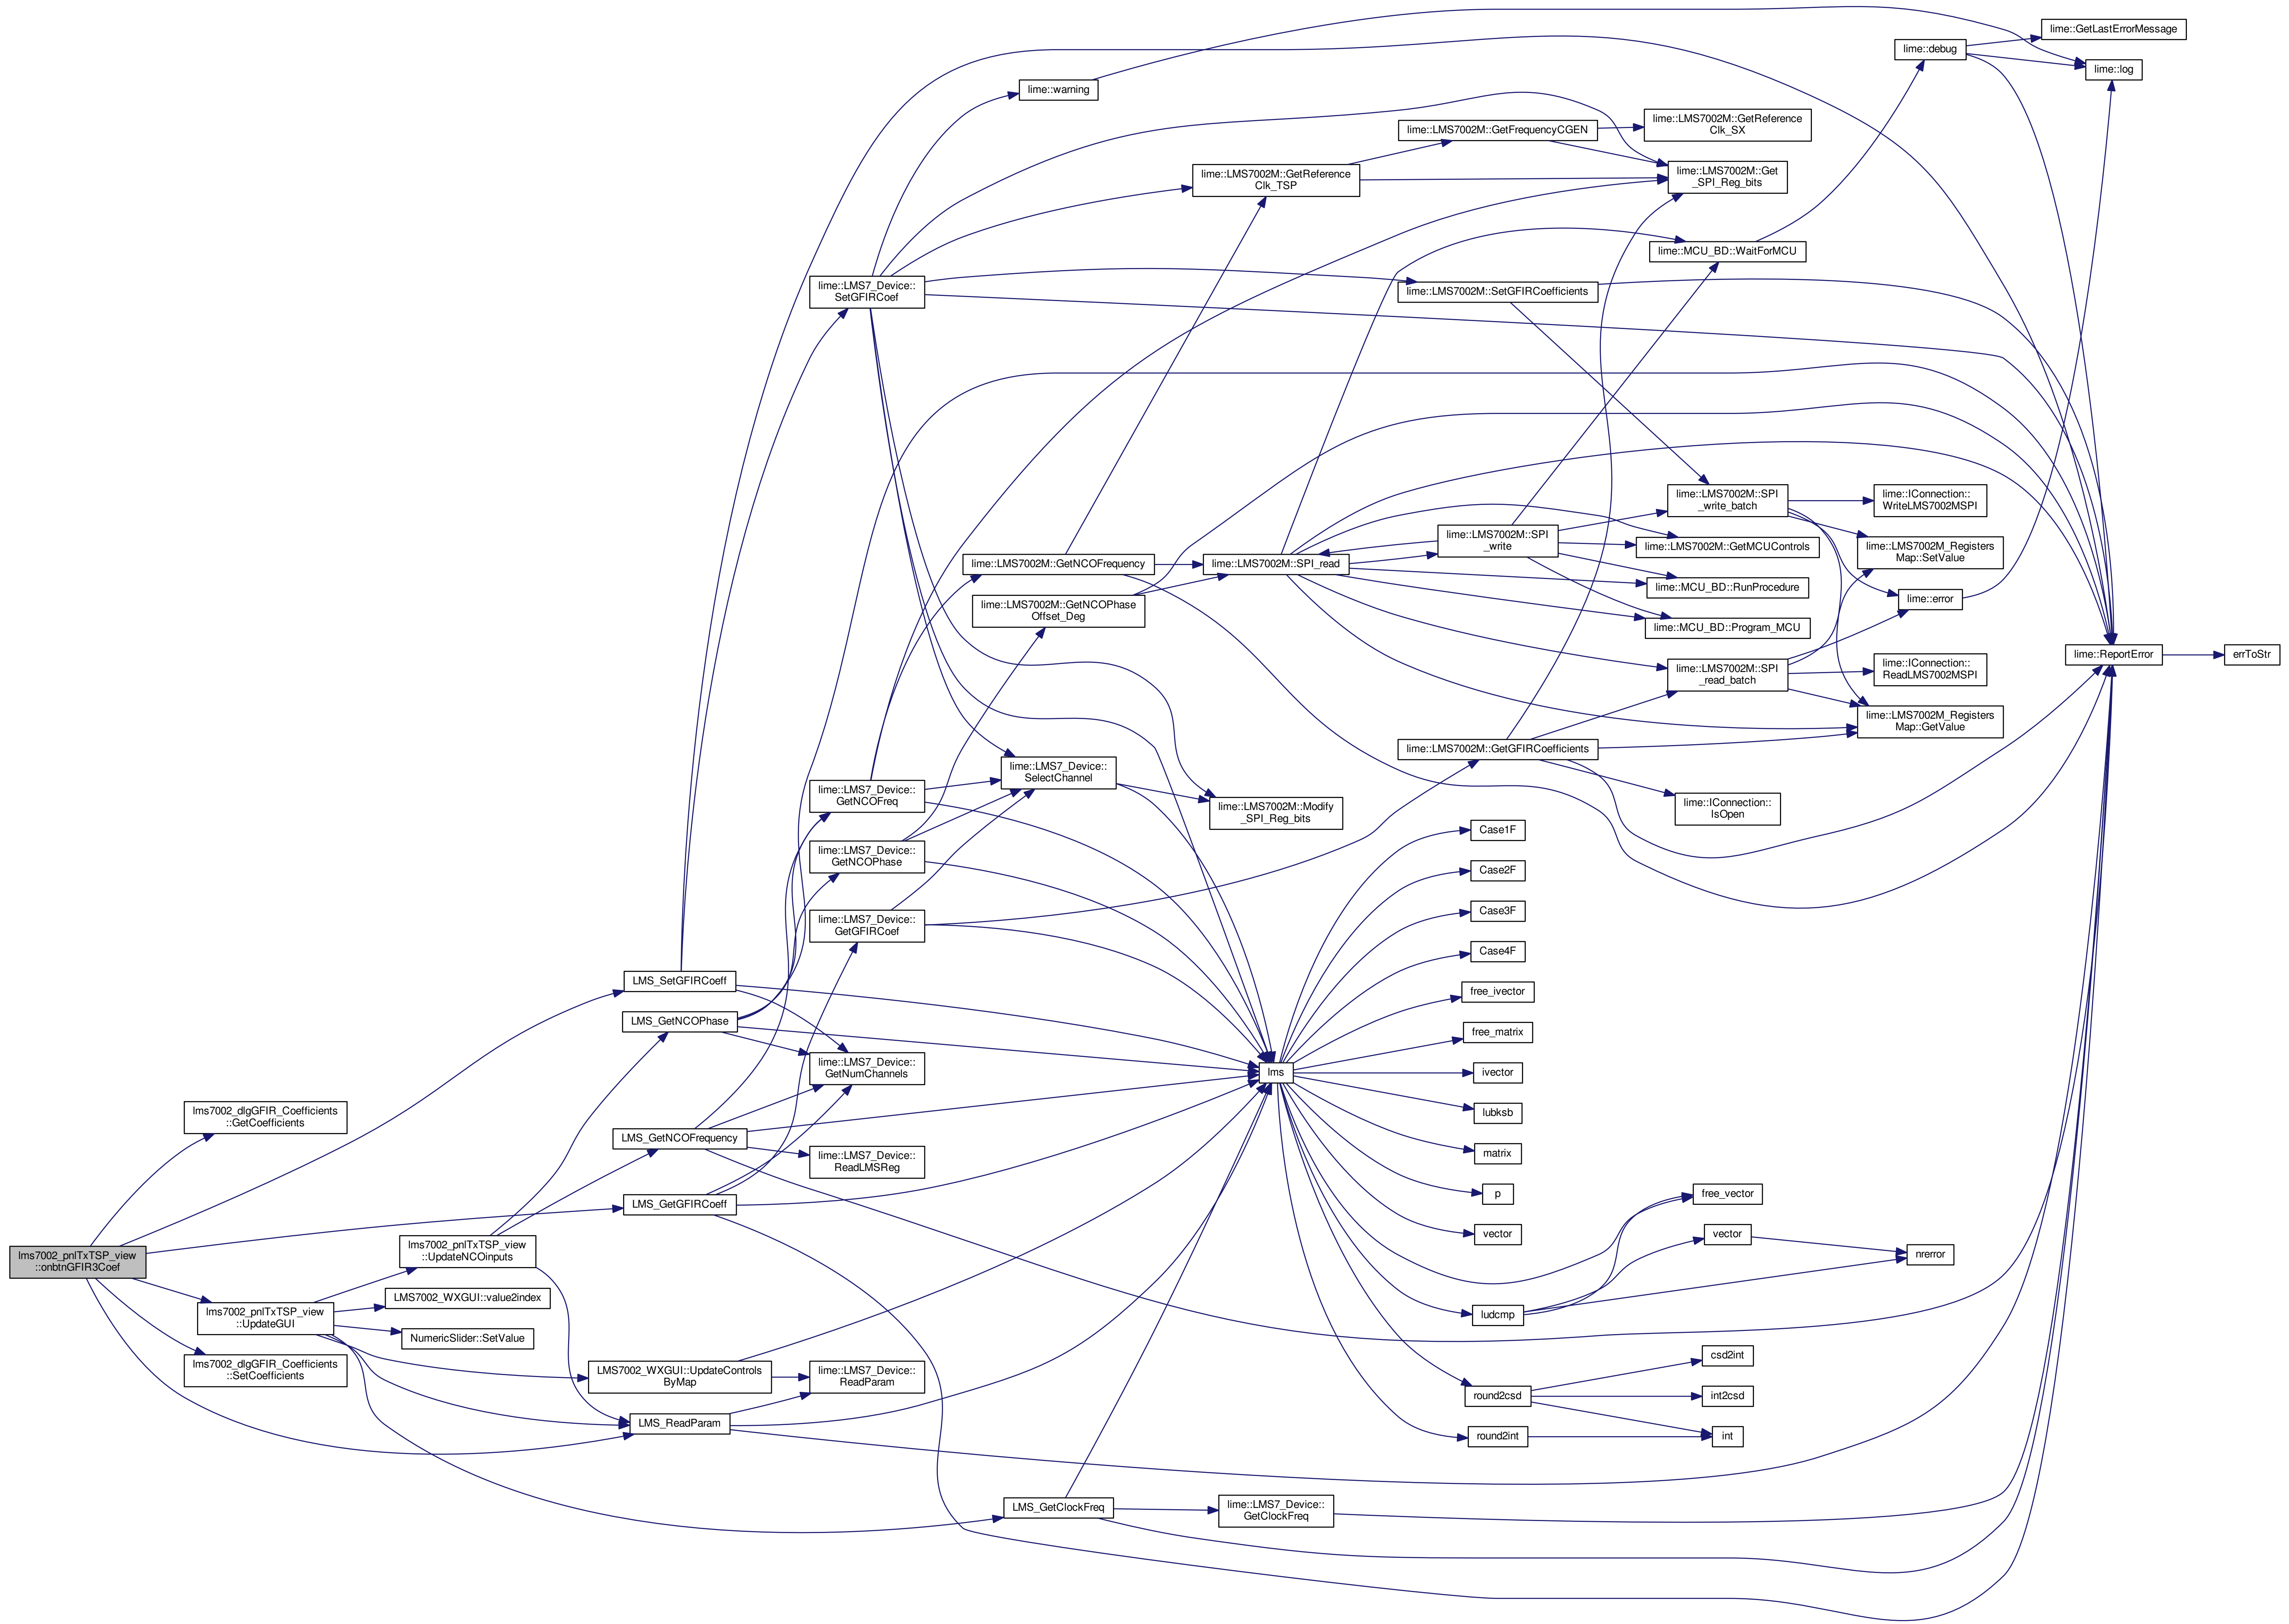 lms7002_pnlTxTSP_view
::onbtnGFIR3Coef
lms7002_dlgGFIR_Coefficients
::GetCoefficients
lms7002_pnlTxTSP_view
::UpdateGUI
lms7002_dlgGFIR_Coefficients
::SetCoefficients
lms7002_pnlTxTSP_view
::UpdateNCOinputs
LMS7002_WXGUI::value2index
NumericSlider::SetValue
LMS_SetGFIRCoeff
LMS_GetNCOPhase
LMS_GetNCOFrequency
LMS_GetGFIRCoeff
LMS7002_WXGUI::UpdateControls
ByMap
LMS_ReadParam
lime::LMS7_Device::
SetGFIRCoef
lime::LMS7_Device::
GetNCOFreq
lime::LMS7_Device::
GetNCOPhase
lime::LMS7_Device::
GetGFIRCoef
lime::LMS7_Device::
GetNumChannels
lime::LMS7_Device::
ReadLMSReg
lime::LMS7_Device::
ReadParam
lime::warning
lime::LMS7002M::GetNCOFrequency
lime::LMS7002M::GetNCOPhase
Offset_Deg
lime::LMS7_Device::
SelectChannel
LMS_GetClockFreq
lime::LMS7002M::GetReference
Clk_TSP
lime::LMS7002M::SPI_read
lime::LMS7002M::Modify
_SPI_Reg_bits
lms
lime::LMS7_Device::
GetClockFreq
lime::LMS7002M::GetFrequencyCGEN
lime::LMS7002M::SetGFIRCoefficients
lime::LMS7002M::SPI
_write
lime::LMS7002M::GetGFIRCoefficients
Case1F
Case2F
Case3F
Case4F
free_ivector
free_matrix
ivector
lubksb
matrix
p
vector
ludcmp
round2csd
round2int
lime::LMS7002M::GetReference
Clk_SX
lime::LMS7002M::Get
_SPI_Reg_bits
lime::MCU_BD::WaitForMCU
lime::LMS7002M::SPI
_write_batch
lime::LMS7002M::GetMCUControls
lime::MCU_BD::RunProcedure
lime::MCU_BD::Program_MCU
lime::LMS7002M::SPI
_read_batch
lime::IConnection::
IsOpen
free_vector
vector
csd2int
int2csd
int
lime::debug
lime::IConnection::
WriteLMS7002MSPI
lime::LMS7002M_Registers
Map::SetValue
lime::error
lime::IConnection::
ReadLMS7002MSPI
lime::LMS7002M_Registers
Map::GetValue
nrerror
lime::GetLastErrorMessage
lime::log
lime::ReportError
errToStr